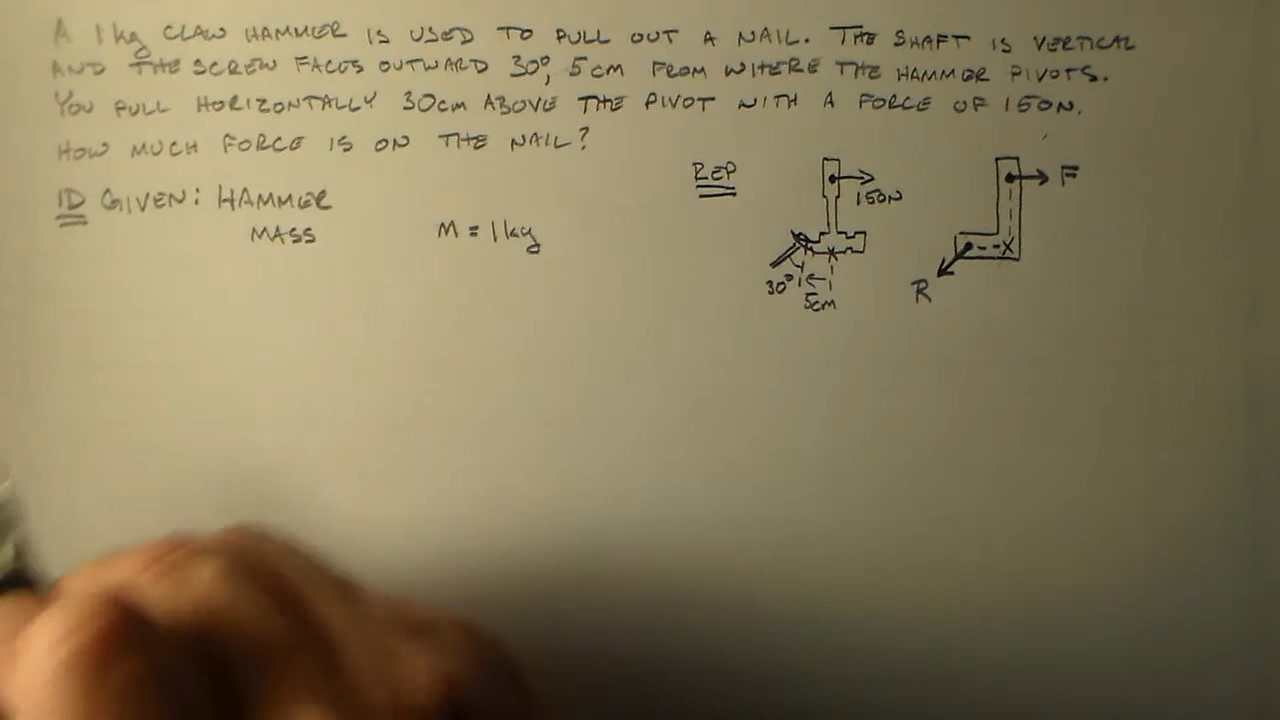 A 1kg CLAW HAMMER IS USED TO PULL OUT A NAIL. THE SHAFT IS VERTICAL
AND THE SCREW FACES OUTWARD 30°, 5cm FROM WHERE THE HAMMER PIVOTS.
YOU PULL HORIZONTALLY 30cm ABOVE THE PIVOT WITH A FORCE OF 150N.
HOW MUCH FORCE IS ON THE NAIL?
ID GIVEN: HAMMER
MASS M = 1kg
REP
150N
30°
5cm
F
R